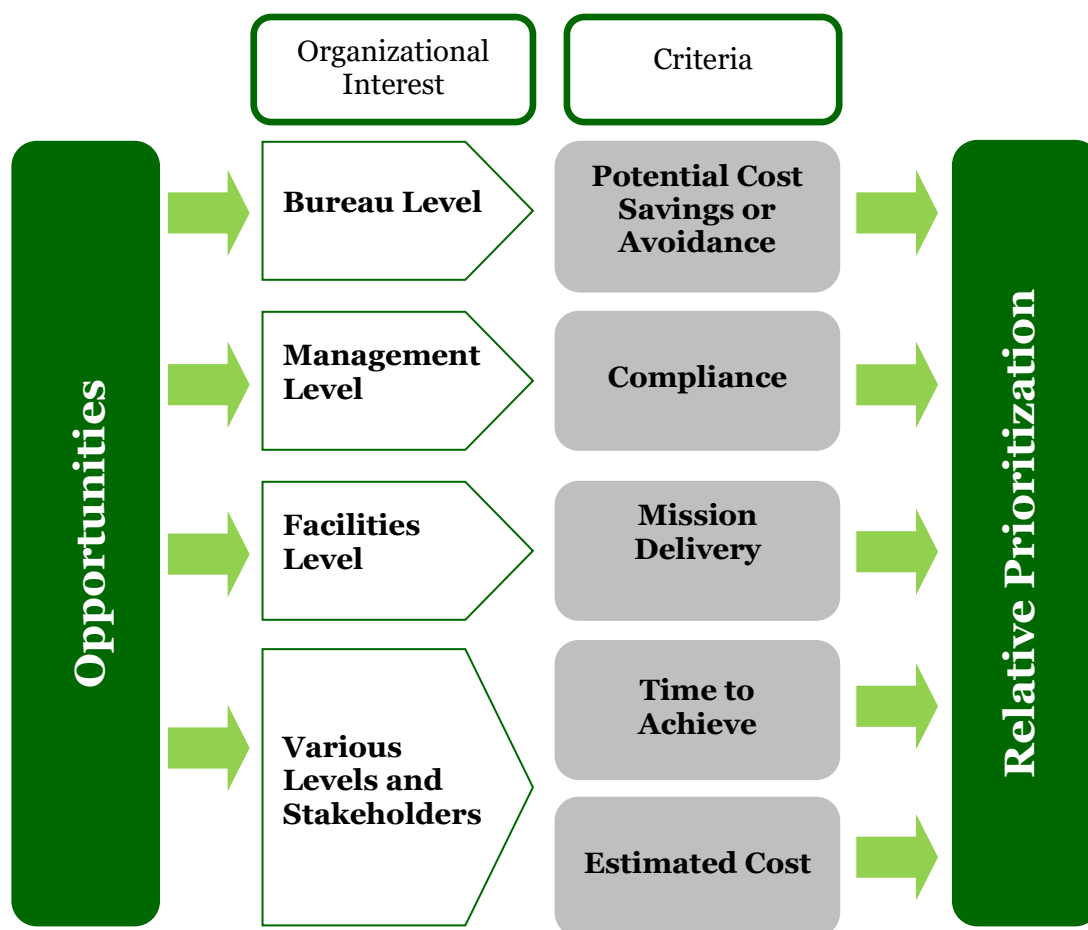 Organizational
Interest
Criteria
Opportunities
Bureau Level
Potential Cost
Savings or
Avoidance
Management
Level
Compliance
Facilities
Level
Mission
Delivery
Various
Levels and
Stakeholders
Time to
Achieve
Estimated Cost
Relative Prioritization